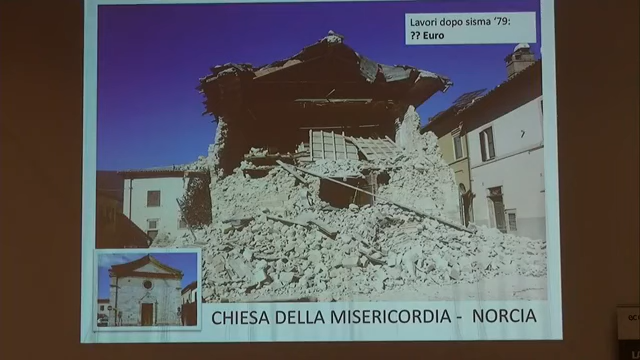 Lavori dopo sisma '79:
?? Euro
CHIESA DELLA MISERICORDIA - NORCIA